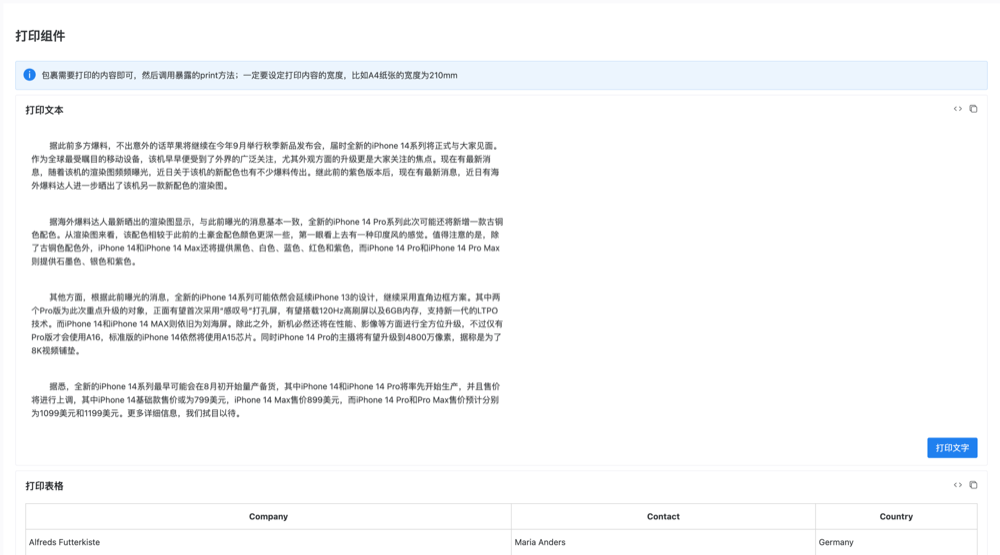 打印组件
包裹需要打印的内容即可，然后调用暴露的print方法；一定要设定打印内容的宽度，比如A4纸张的宽度为210mm
打印文本
据此前多方爆料，不出意外的话苹果将继续在今年9月举行秋季新品发布会，届时全新的iPhone 14系列将正式与大家见面。
作为全球最受瞩目的移动设备，该机早早便受到了外界的广泛关注，尤其外观方面的升级更是大家关注的焦点。现在有最新消
息，随着该机的渲染图频频曝光，近日关于该机的新配色也有不少爆料传出。继此前的紫色版本后，现在有最新消息，近日有海
外爆料达人进一步晒出了该机另一款新配色的渲染图。
据海外爆料达人最新晒出的渲染图显示，与此前曝光的消息基本一致，全新的iPhone 14 Pro系列此次可能还将新增一款古铜
色配色。从渲染图来看，该配色相较于此前的土豪金配色颜色更深一些，第一眼看上去有一种印度风的感觉。值得注意的是，除
了古铜色配色外，iPhone 14和iPhone 14 Max还将提供黑色、白色、蓝色、红色和紫色，而iPhone 14 Pro和iPhone 14 Pro Max
则提供石墨色、银色和紫色。
其他方面，根据此前曝光的消息，全新的iPhone 14系列可能依然会延续iPhone 13的设计，继续采用直角边框方案。其中两
个Pro版为此次重点升级的对象，正面有望首次采用“感叹号”打孔屏，有望搭载120Hz高刷屏以及6GB内存，支持新一代的LTPO
技术。而iPhone 14和iPhone 14 MAX则依旧为刘海屏。除此之外，新机必然还将在性能、影像等方面进行全方位升级，不过仅有
Pro版才会使用A16，标准版的iPhone 14依然将使用A15芯片。同时iPhone 14 Pro的主摄将有望升级到4800万像素，据称是为了
8K视频铺垫。
据悉，全新的iPhone 14系列最早可能会在8月初开始量产备货，其中iPhone 14和iPhone 14 Pro将率先开始生产，并且售价
将进行上调，其中iPhone 14基础款售价或为799美元，iPhone 14 Max售价899美元，而iPhone 14 Pro和Pro Max售价预计分别
为1099美元和1199美元。更多详细信息，我们拭目以待。
打印文字
打印表格
Company Contact Country
Alfreds Futterkiste Maria Anders Germany